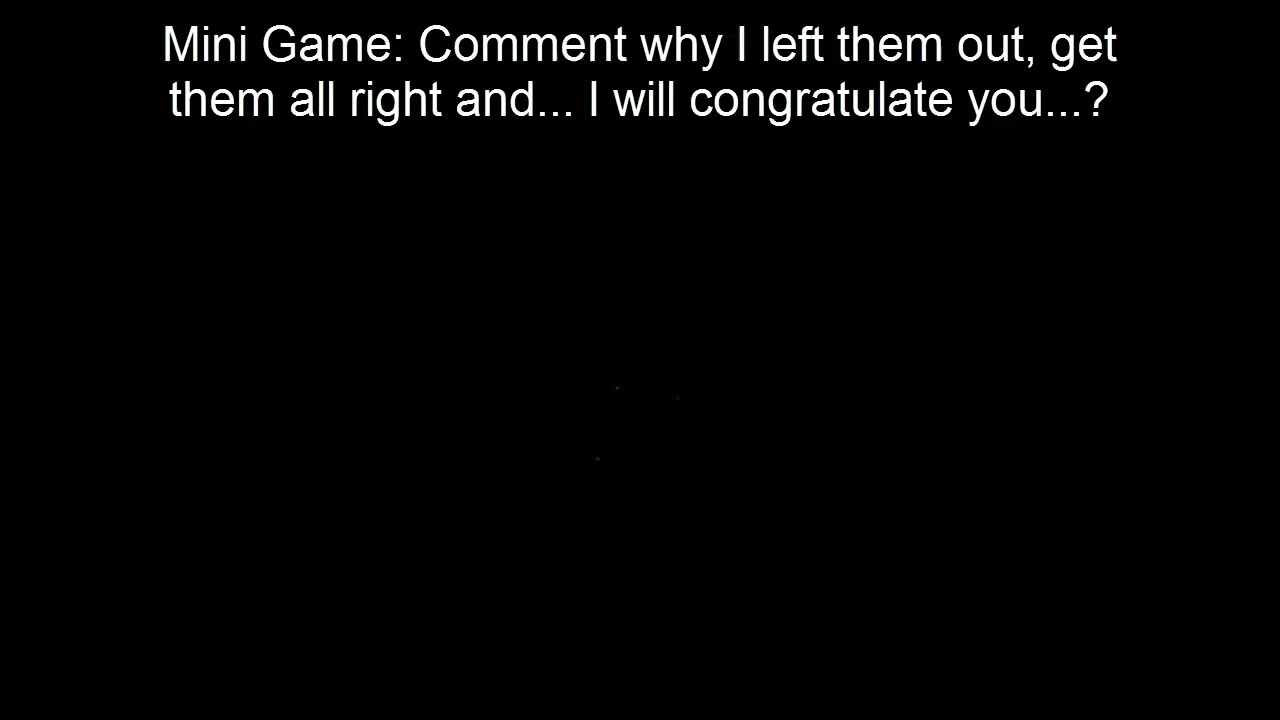 Mini Game: Comment why I left them out, get
them all right and... I will congratulate you...?